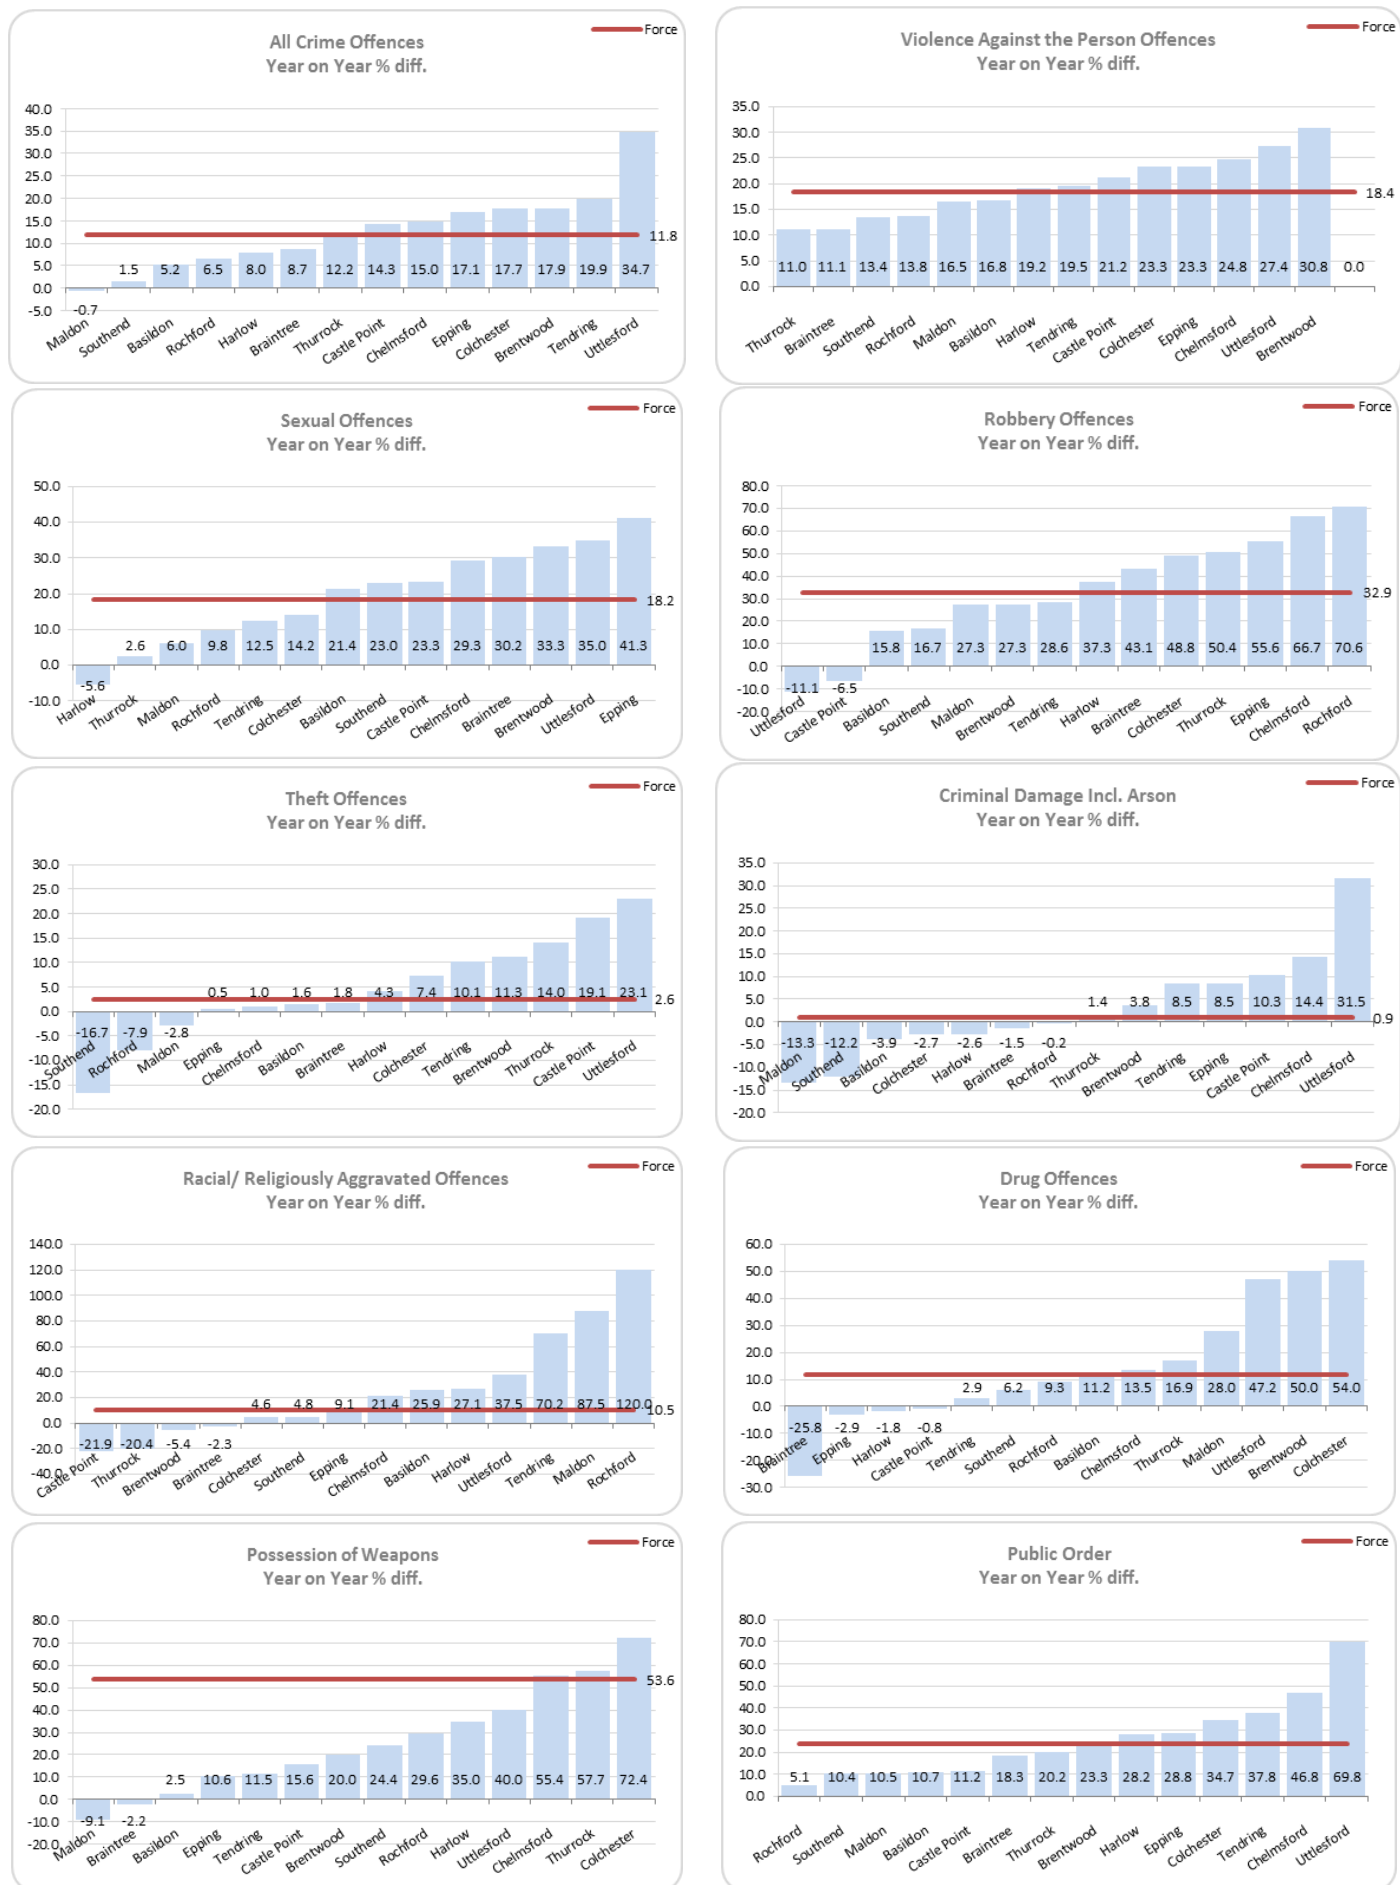 All Crime Offences
Year on Year % diff.
Force
40.0
35.0
30.0
25.0
20.0
15.0
10.0
5.0
0.0
-5.0
-0.7 1.5 5.2 6.5 8.0 8.7 12.2 14.3 15.0 17.1 17.7 17.9 19.9 34.7
11.8
Maldon Southend Basildon Rochford Harlow Braintree Thurrock Castle Point Chelmsford Epping Colchester Brentwood Tendring Uttlesford
Violence Against the Person Offences
Year on Year % diff.
Force
35.0
30.0
25.0
20.0
15.0
10.0
5.0
0.0
11.0 11.1 13.4 13.8 16.5 16.8 19.2 19.5 21.2 23.3 23.3 24.8 27.4 30.8 0.0
18.4
Thurrock Braintree Southend Rochford Maldon Basildon Harlow Tendring Castle Point Colchester Epping Chelmsford Uttlesford Brentwood
Sexual Offences
Year on Year % diff.
Force
50.0
40.0
30.0
20.0
10.0
0.0
-10.0
-5.6 2.6 6.0 9.8 12.5 14.2 21.4 23.0 23.3 29.3 30.2 33.3 35.0 41.3
18.2
Harlow Thurrock Maldon Rochford Tendring Colchester Basildon Southend Castle Point Chelmsford Braintree Brentwood Uttlesford Epping
Robbery Offences
Year on Year % diff.
Force
80.0
70.0
60.0
50.0
40.0
30.0
20.0
10.0
0.0
-10.0
-20.0
-11.1 -6.5 15.8 16.7 27.3 27.3 28.6 37.3 43.1 48.8 50.4 55.6 66.7 70.6
32.9
Uttlesford Castle Point Basildon Southend Maldon Brentwood Tendring Harlow Braintree Colchester Thurrock Epping Chelmsford Rochford
Theft Offences
Year on Year % diff.
Force
30.0
25.0
20.0
15.0
10.0
5.0
0.0
-5.0
-10.0
-15.0
-20.0
-16.7 -7.9 -2.8 0.5 1.0 1.6 1.8 4.3 7.4 10.1 11.3 14.0 19.1 23.1
2.6
Southend Rochford Maldon Epping Chelmsford Basildon Braintree Harlow Colchester Tendring Brentwood Thurrock Castle Point Uttlesford
Criminal Damage Incl. Arson
Year on Year % diff.
Force
35.0
30.0
25.0
20.0
15.0
10.0
5.0
0.0
-5.0
-10.0
-15.0
-20.0
-13.3 -12.2 -3.9 -2.7 -2.6 -1.5 -0.2 1.4 3.8 8.5 8.5 10.3 14.4 31.5
0.9
Maldon Southend Basildon Colchester Harlow Braintree Rochford Thurrock Brentwood Tendring Epping Castle Point Chelmsford Uttlesford
Racial/ Religiously Aggravated Offences
Year on Year % diff.
Force
140.0
120.0
100.0
80.0
60.0
40.0
20.0
0.0
-20.0
-40.0
-21.9 -20.4 -5.4 -2.3 4.6 4.8 9.1 21.4 25.9 27.1 37.5 70.2 87.5 120.0
10.5
Castle Point Thurrock Brentwood Braintree Colchester Southend Epping Chelmsford Basildon Harlow Uttlesford Tendring Maldon Rochford
Drug Offences
Year on Year % diff.
Force
60.0
50.0
40.0
30.0
20.0
10.0
0.0
-10.0
-20.0
-30.0
-25.8 -2.9 -1.8 -0.8 2.9 6.2 9.3 11.2 13.5 16.9 28.0 47.2 50.0 54.0
Braintree Epping Harlow Castle Point Tendring Southend Rochford Basildon Chelmsford Thurrock Maldon Uttlesford Brentwood Colchester
Possession of Weapons
Year on Year % diff.
Force
80.0
70.0
60.0
50.0
40.0
30.0
20.0
10.0
0.0
-10.0
-20.0
-9.1 -2.2 2.5 10.6 11.5 15.6 20.0 24.4 29.6 35.0 40.0 55.4 57.7 72.4
53.6
Maldon Braintree Basildon Epping Tendring Castle Point Brentwood Southend Rochford Harlow Uttlesford Chelmsford Thurrock Colchester
Public Order
Year on Year % diff.
Force
80.0
70.0
60.0
50.0
40.0
30.0
20.0
10.0
0.0
5.1 10.4 10.5 10.7 11.2 18.3 20.2 23.3 28.2 28.8 34.7 37.8 46.8 69.8
Rochford Southend Maldon Basildon Castle Point Braintree Thurrock Brentwood Harlow Epping Colchester Tendring Chelmsford Uttlesford